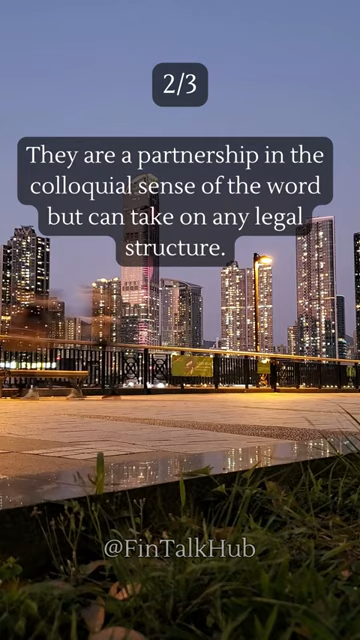 2/3
They are a partnership in the
colloquial sense of the word
but can take on any legal
structure.
@FinTalkHub